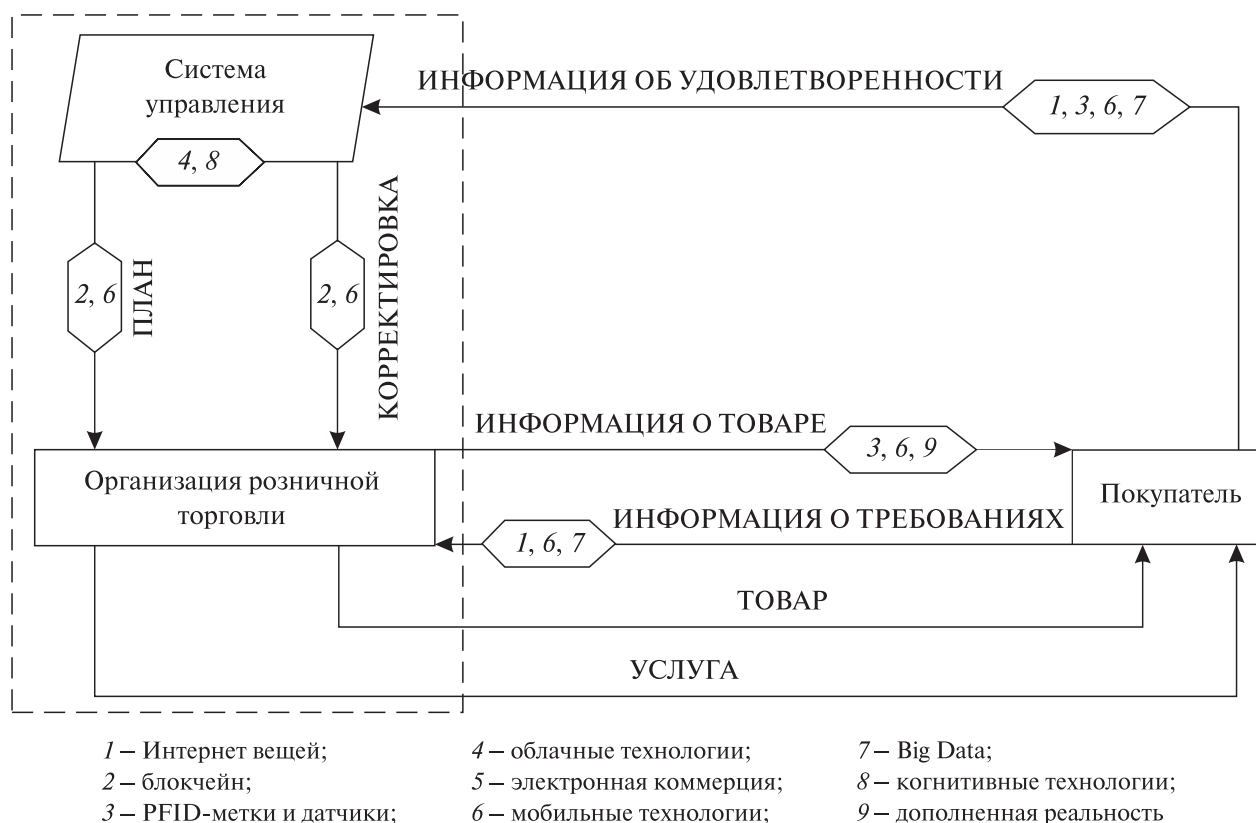 Система
управления
ИНФОРМАЦИЯ ОБ УДОВЛЕТВОРЕННОСТИ
1, 3, 6, 7
4, 8
2, 6
ПЛАН
2, 6
КОРРЕКТИРОВКА
ИНФОРМАЦИЯ О ТОВАРЕ
3, 6, 9
Организация розничной
торговли
Покупатель
ИНФОРМАЦИЯ О ТРЕБОВАНИЯХ
1, 6, 7
ТОВАР
УСЛУГА
1 – Интернет вещей;
2 – блокчейн;
3 – PFID-метки и датчики;
4 – облачные технологии;
5 – электронная коммерция;
6 – мобильные технологии;
7 – Big Data;
8 – когнитивные технологии;
9 – дополненная реальность